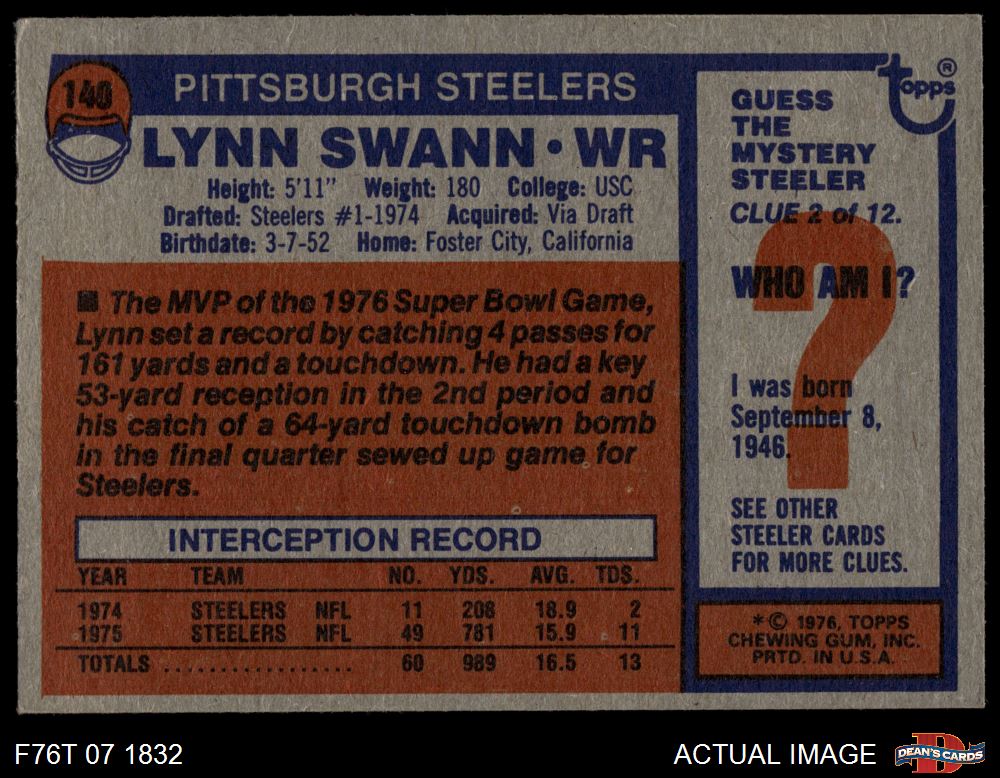 140
PITTSBURGH STEELERS
LYNN SWANN • WR
Height: 5'11" Weight: 180 College: USC
Drafted: Steelers #1-1974 Acquired: Via Draft
Birthdate: 3-7-52 Home: Foster City, California
■ The MVP of the 1976 Super Bowl Game,
Lynn set a record by catching 4 passes for
161 yards and a touchdown. He had a key
53-yard reception in the 2nd period and
his catch of a 64-yard touchdown bomb
in the final quarter sewed up game for
Steelers.
INTERCEPTION RECORD
YEAR TEAM NO. YDS. AVG. TDS.
1974 STEELERS NFL 11 208 18.9 2
1975 STEELERS NFL 49 781 15.9 11
TOTALS .................. 60 989 16.5 13
topps ®
GUESS
THE
MYSTERY
STEELER
CLUE 2 of 12.
?
WHO AM I?
I was born
September 8,
1946.
SEE OTHER
STEELER CARDS
FOR MORE CLUES.
*© 1976, TOPPS
CHEWING GUM, INC.
PRTD. IN U.S.A.
F76T 07 1832
ACTUAL IMAGE
D
DEAN'S CARDS